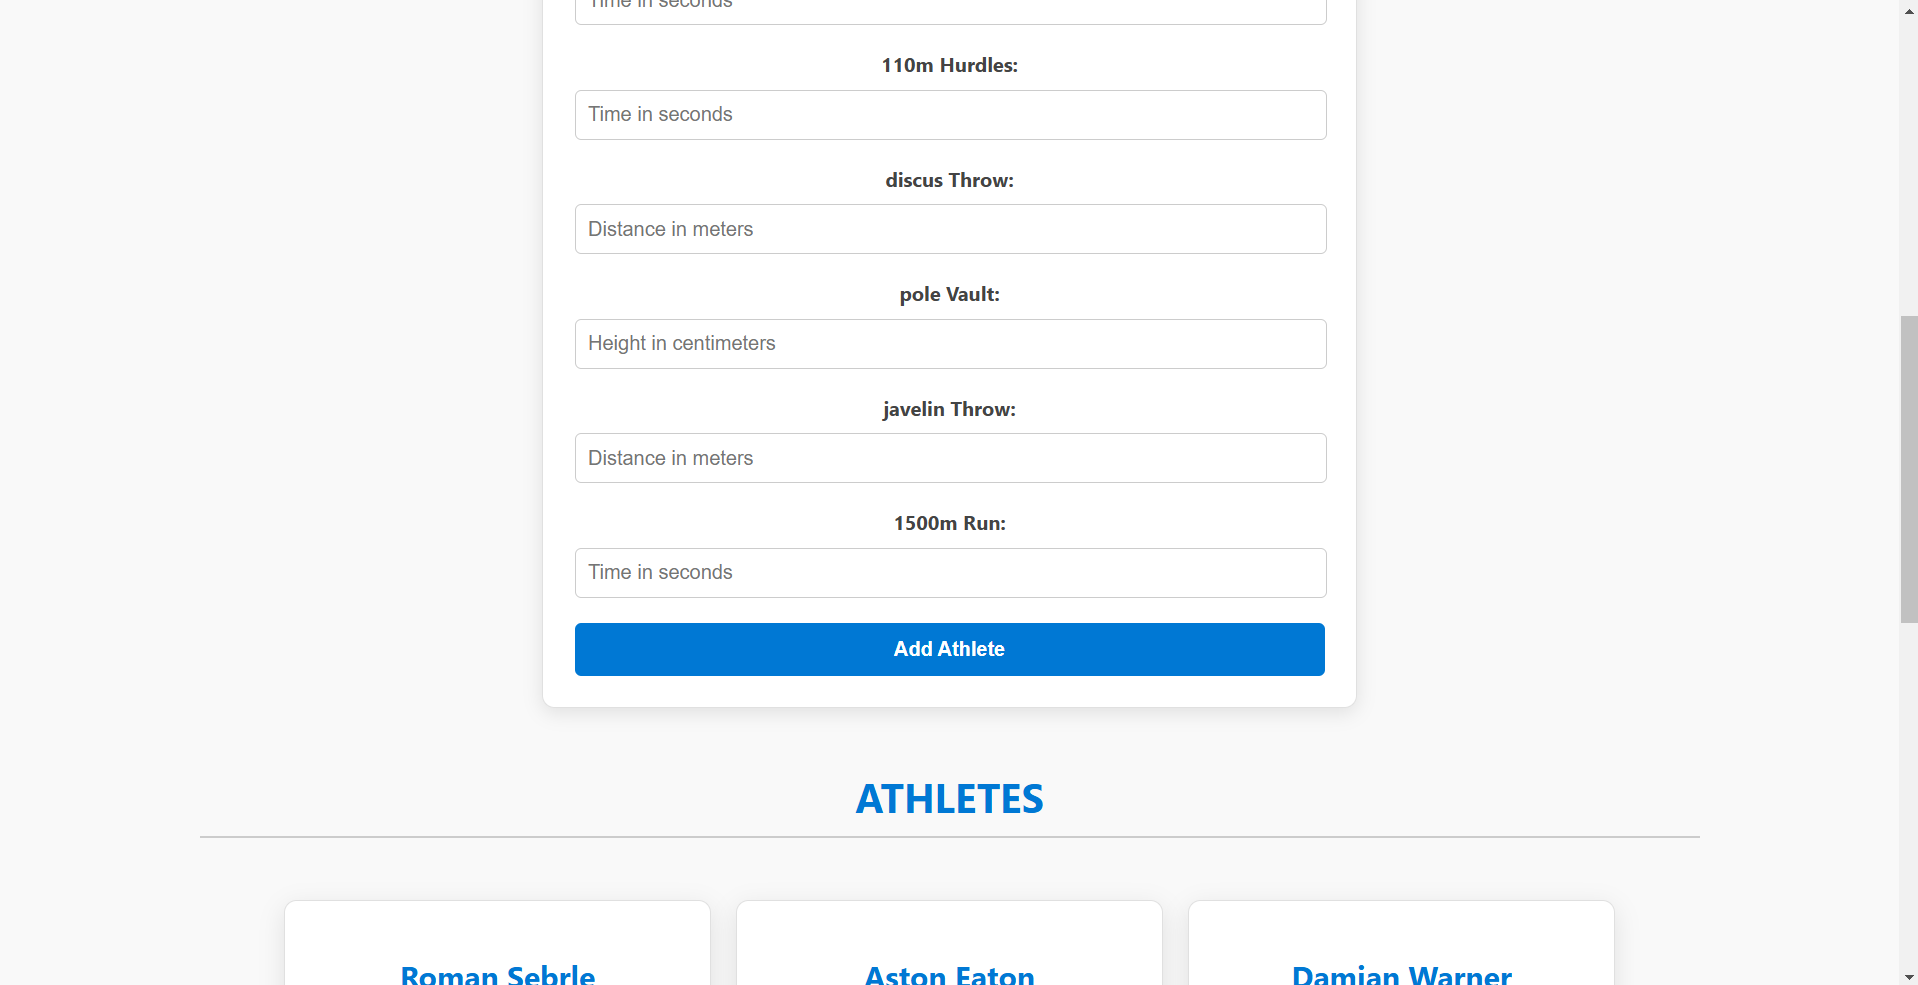 Time in seconds
110m Hurdles:
Time in seconds
discus Throw:
Distance in meters
pole Vault:
Height in centimeters
javelin Throw:
Distance in meters
1500m Run:
Time in seconds
Add Athlete
ATHLETES
Roman Sebrle
Aston Eaton
Damian Warner